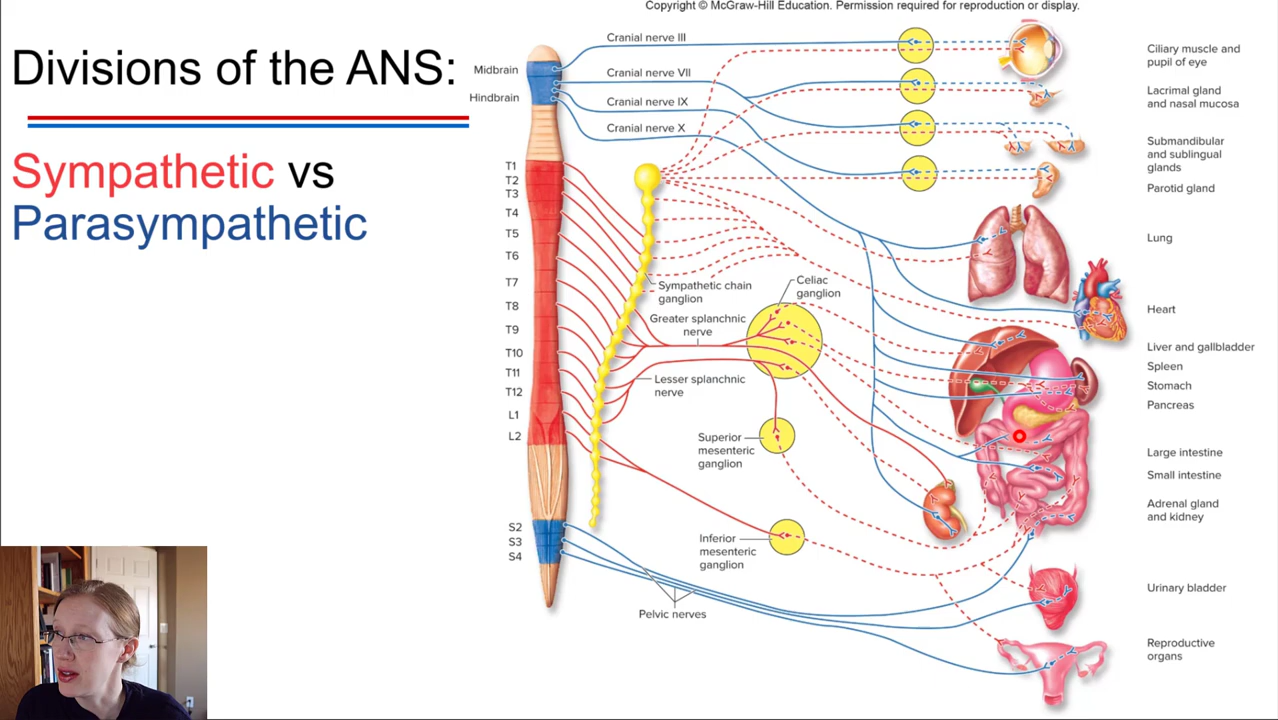 Copyright © McGraw-Hill Education. Permission required for reproduction or display.
Divisions of the ANS:
Sympathetic vs
Parasympathetic
Midbrain
Hindbrain
Cranial nerve III
Cranial nerve VII
Cranial nerve IX
Cranial nerve X
T1
T2
T3
T4
T5
T6
T7
T8
T9
T10
T11
T12
L1
L2
S2
S3
S4
Sympathetic chain
ganglion
Greater splanchnic
nerve
Celiac
ganglion
Lesser splanchnic
nerve
Superior
mesenteric
ganglion
Inferior
mesenteric
ganglion
Pelvic nerves
Ciliary muscle and
pupil of eye
Lacrimal gland
and nasal mucosa
Submandibular
and sublingual
glands
Parotid gland
Lung
Heart
Liver and gallbladder
Spleen
Stomach
Pancreas
Large intestine
Small intestine
Adrenal gland
and kidney
Urinary bladder
Reproductive
organs